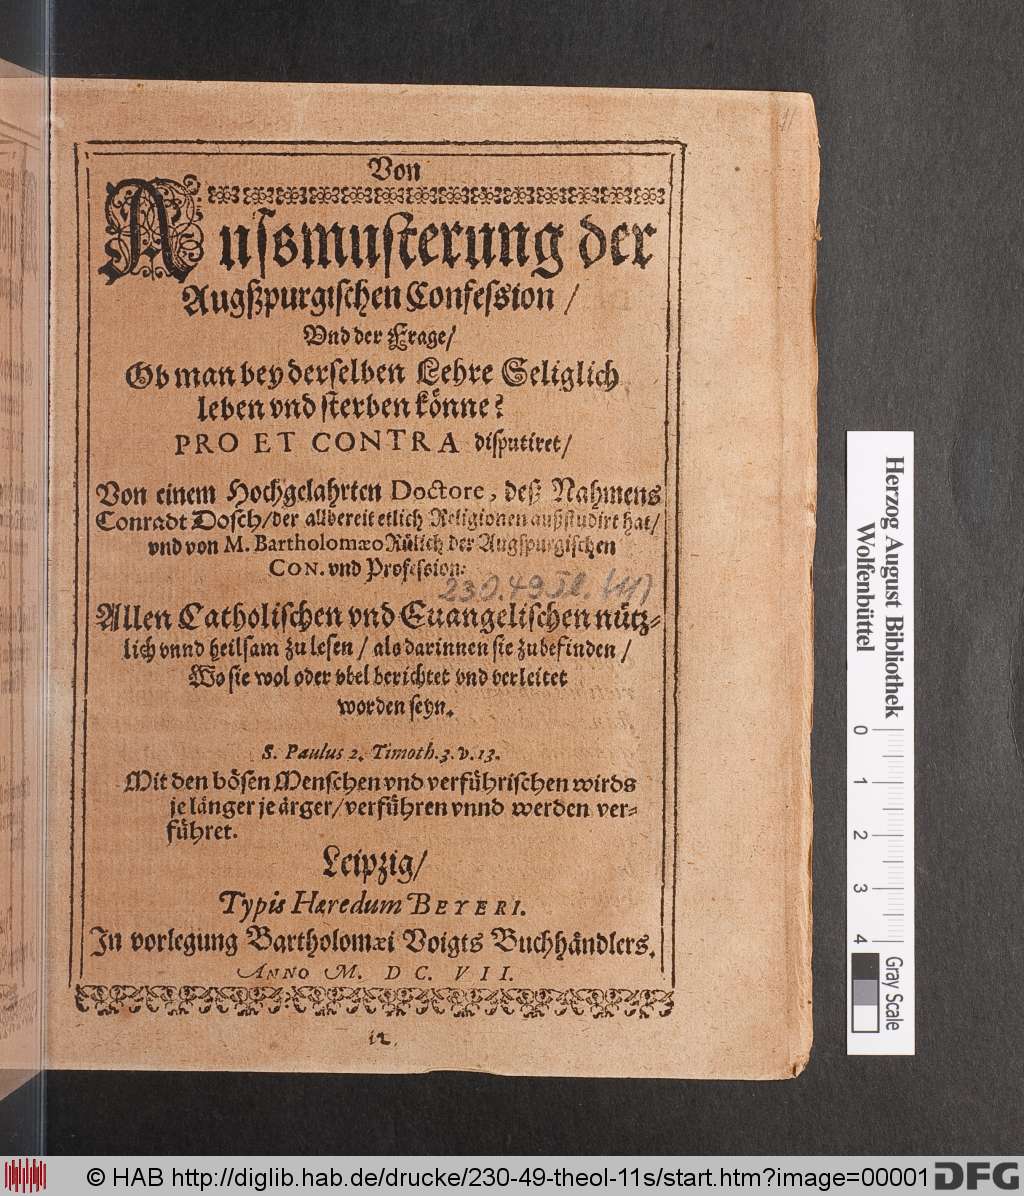 Von
Aussmusterung der
Augßpurgischen Confession /
Vnd der Frage /
Ob man bey derselben Lehre Seliglich
leben vnd sterben könne?
PRO ET CONTRA disputiret /
Von einem Hochgelahrten Doctore, deß Nahmens
Conradt Dosch / der allbereit etlich Religionen außstudirt hat /
vnd von M. Bartholomæo Rülich der Augspurgischen
CON. vnd Profession:
230.49 Th. (11)
Allen Catholischen vnd Euangelischen nütz-
lich vnnd heilsam zu lesen / als darinnen sie zubefinden /
Wo sie wol oder vbel berichtet vnd verleitet
worden seyn.
S. Paulus 2. Timoth. 3. v. 13.
Mit den bösen Menschen vnd verführischen wirds
je länger je ärger / verführen vnnd werden ver-
führet.
Leipzig /
Typis Hæredum BEYERI.
In vorlegung Bartholomæi Voigts Buchhändlers.
ANNO M. DC. VII.
12.
Herzog August Bibliothek
Wolfenbüttel
0 1 2 3 4
Gray Scale
© HAB http://diglib.hab.de/drucke/230-49-theol-11s/start.htm?image=00001
DFG